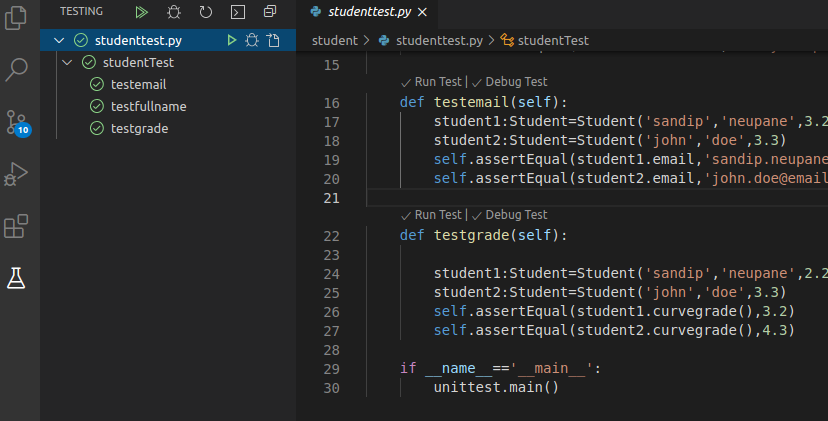 TESTING
studenttest.py
studentTest
testemail
testfullname
testgrade
10
studenttest.py
student > studenttest.py > studentTest
15
Run Test | Debug Test
16 def testemail(self):
17 student1:Student=Student('sandip','neupane',3.2
18 student2:Student=Student('john','doe',3.3)
19 self.assertEqual(student1.email,'sandip.neupane
20 self.assertEqual(student2.email,'john.doe@email
21
Run Test | Debug Test
22 def testgrade(self):
23
24 student1:Student=Student('sandip','neupane',2.2
25 student2:Student=Student('john','doe',3.3)
26 self.assertEqual(student1.curvegrade(),3.2)
27 self.assertEqual(student2.curvegrade(),4.3)
28
29 if __name__=='__main__':
30 unittest.main()